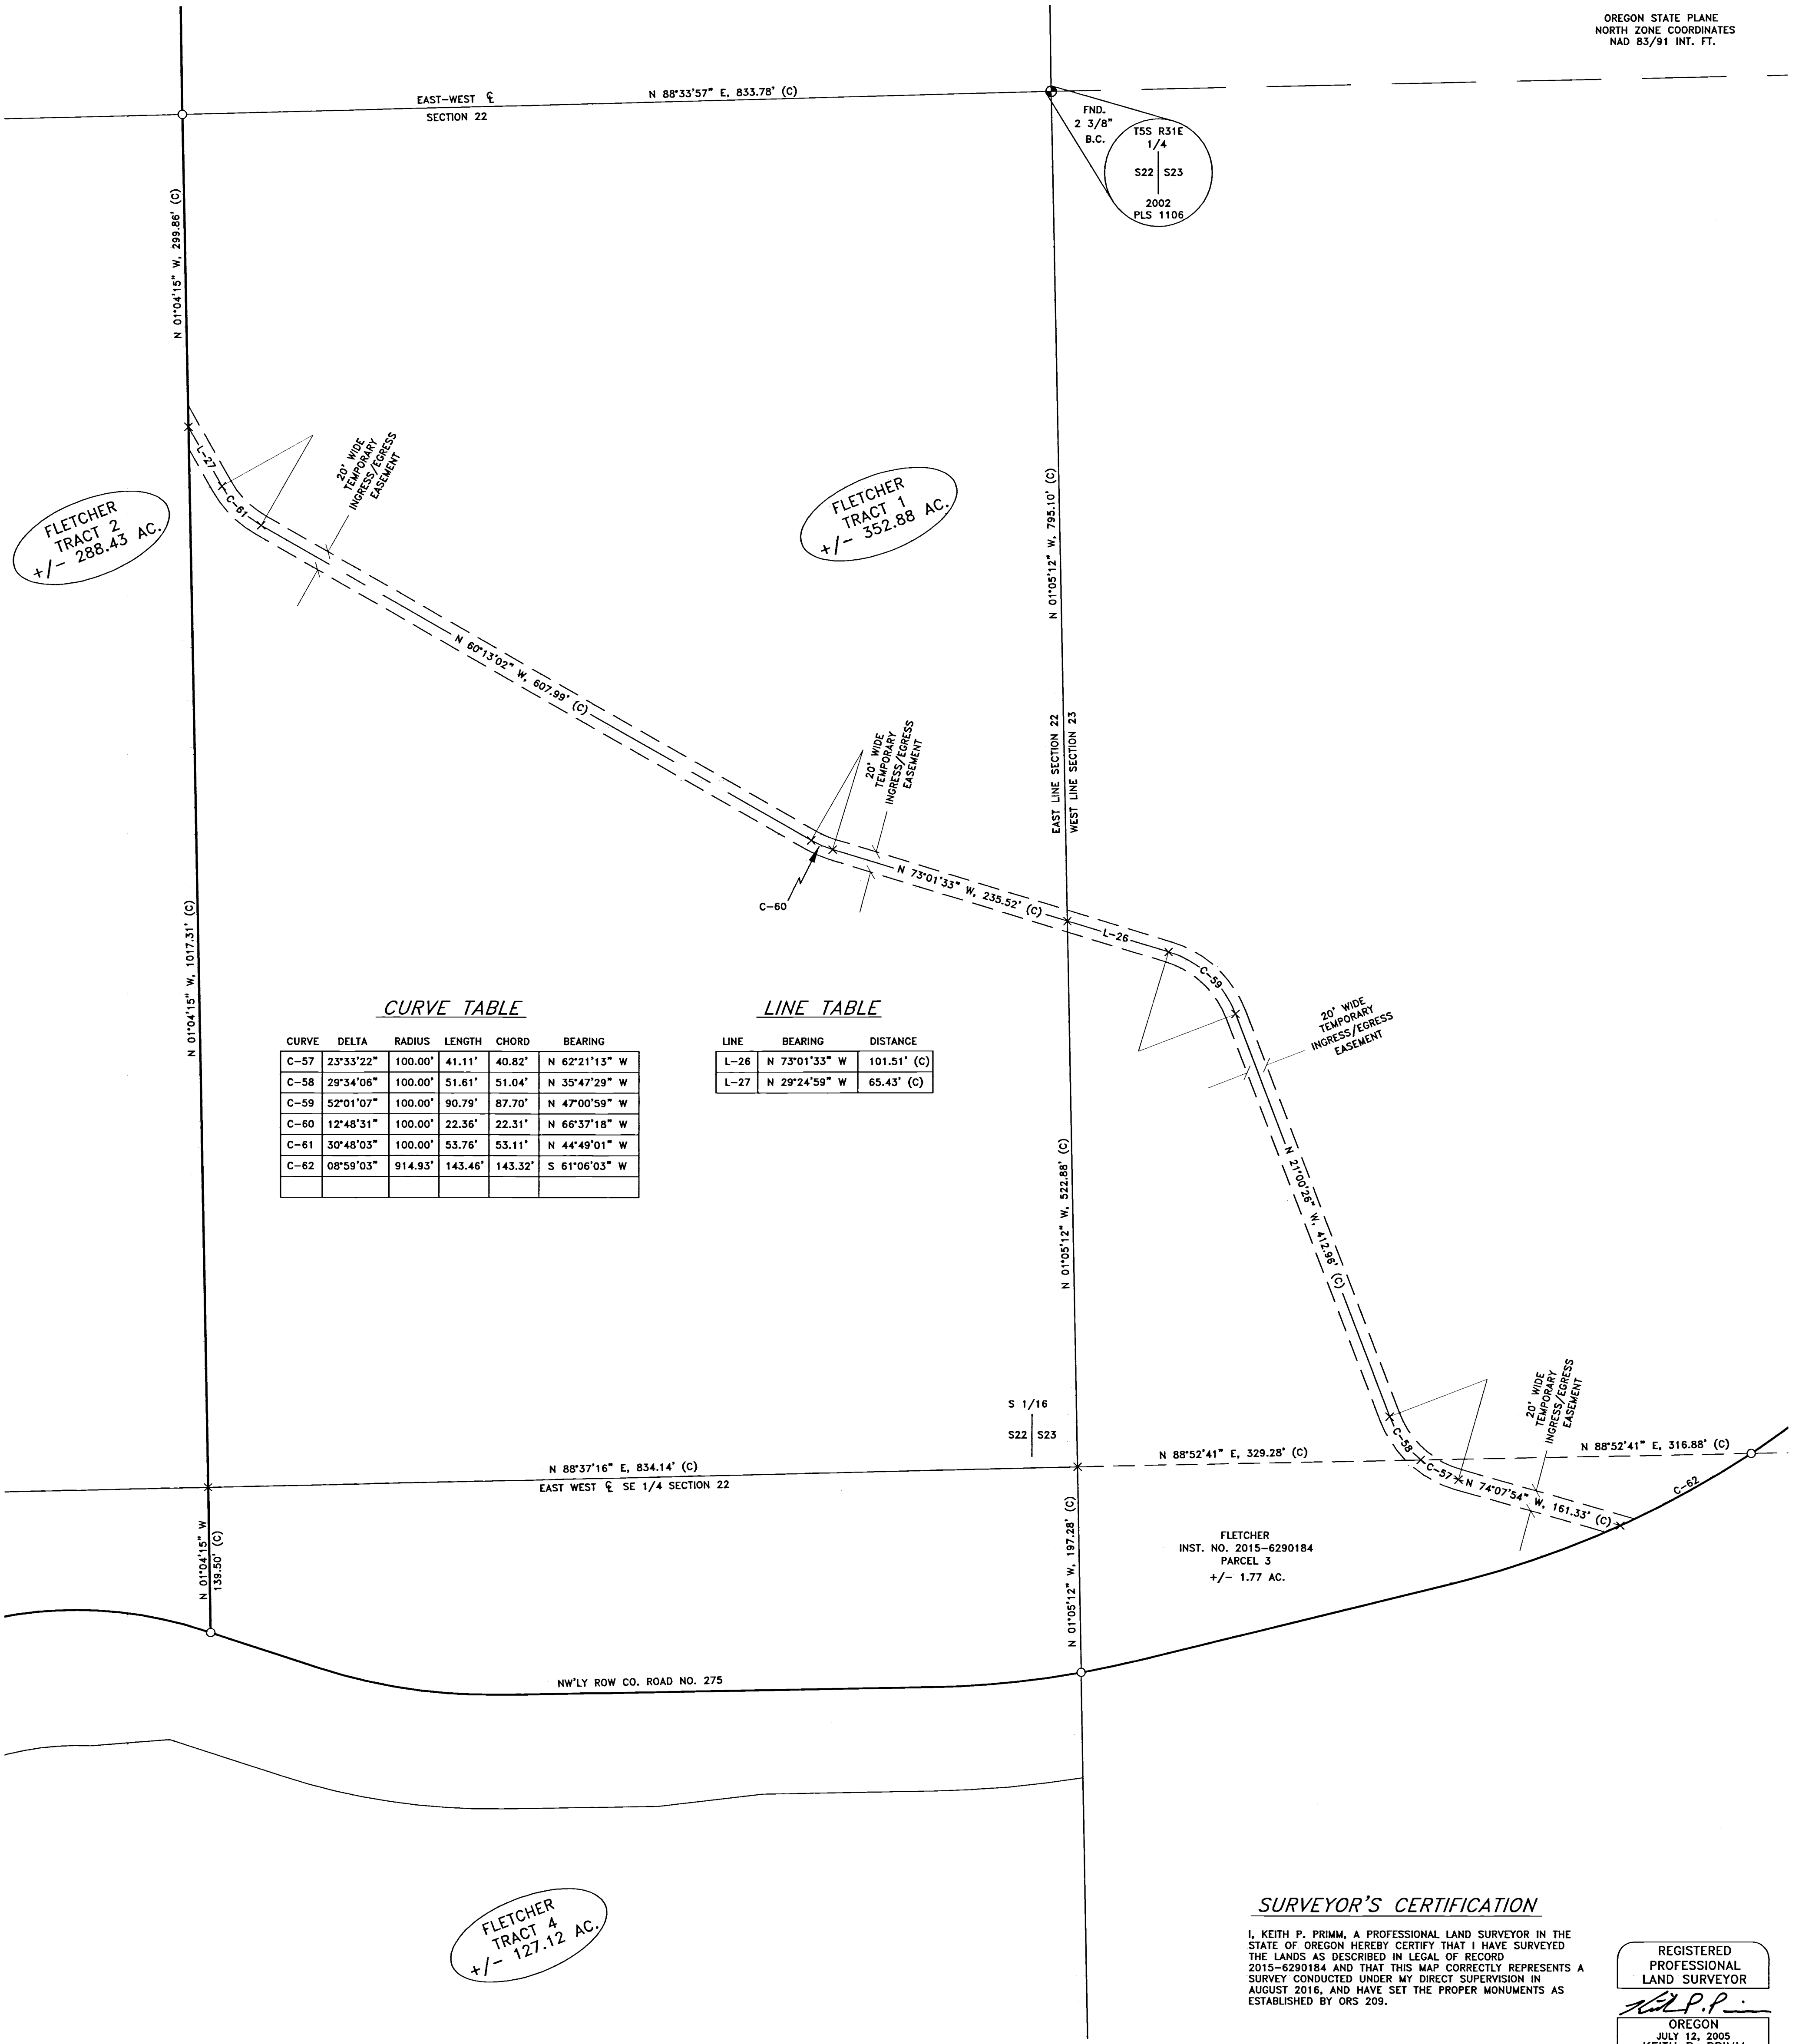 OREGON STATE PLANE
NORTH ZONE COORDINATES
NAD 83/91 INT. FT.
EAST-WEST ℄
N 88°33'57" E, 833.78' (C)
SECTION 22
FND.
2 3/8"
B.C.
T5S R31E
1/4
S22 S23
2002
PLS 1106
N 01°04'15" W, 299.86' (C)
L-27
C-61
20' WIDE
TEMPORARY
INGRESS/EGRESS
EASEMENT
FLETCHER
TRACT 2
+/- 288.43 AC.
FLETCHER
TRACT 1
+/- 352.88 AC.
N 01°05'12" W, 795.10' (C)
N 60°13'02" W, 607.99' (C)
EAST LINE SECTION 22
WEST LINE SECTION 23
20' WIDE
TEMPORARY
INGRESS/EGRESS
EASEMENT
C-60
N 73°01'33" W, 235.52' (C)
L-26
C-59
N 01°04'15" W, 1017.31' (C)
20' WIDE
TEMPORARY
INGRESS/EGRESS
EASEMENT
CURVE TABLE
CURVE DELTA RADIUS LENGTH CHORD BEARING
C-57 23°33'22" 100.00' 41.11' 40.82' N 62°21'13" W
C-58 29°34'06" 100.00' 51.61' 51.04' N 35°47'29" W
C-59 52°01'07" 100.00' 90.79' 87.70' N 47°00'59" W
C-60 12°48'31" 100.00' 22.36' 22.31' N 66°37'18" W
C-61 30°48'03" 100.00' 53.76' 53.11' N 44°49'01" W
C-62 08°59'03" 914.93' 143.46' 143.32' S 61°06'03" W
LINE TABLE
LINE BEARING DISTANCE
L-26 N 73°01'33" W 101.51' (C)
L-27 N 29°24'59" W 65.43' (C)
N 01°05'12" W, 522.88' (C)
N 21°00'26" W, 412.96' (C)
S 1/16
S22 S23
20' WIDE
TEMPORARY
INGRESS/EGRESS
EASEMENT
C-58
N 88°52'41" E, 329.28' (C)
N 88°52'41" E, 316.88' (C)
N 88°37'16" E, 834.14' (C)
EAST WEST ℄ SE 1/4 SECTION 22
C-57
N 74°07'54" W, 161.33' (C)
C-62
N 01°04'15" W
139.50' (C)
N 01°05'12" W, 197.28' (C)
FLETCHER
INST. NO. 2015-6290184
PARCEL 3
+/- 1.77 AC.
NW'LY ROW CO. ROAD NO. 275
FLETCHER
TRACT 4
+/- 127.12 AC.
SURVEYOR'S CERTIFICATION
I, KEITH P. PRIMM, A PROFESSIONAL LAND SURVEYOR IN THE
STATE OF OREGON HEREBY CERTIFY THAT I HAVE SURVEYED
THE LANDS AS DESCRIBED IN LEGAL OF RECORD
2015-6290184 AND THAT THIS MAP CORRECTLY REPRESENTS A
SURVEY CONDUCTED UNDER MY DIRECT SUPERVISION IN
AUGUST 2016, AND HAVE SET THE PROPER MONUMENTS AS
ESTABLISHED BY ORS 209.
REGISTERED
PROFESSIONAL
LAND SURVEYOR
OREGON
JULY 12, 2005
KEITH P. PRIMM